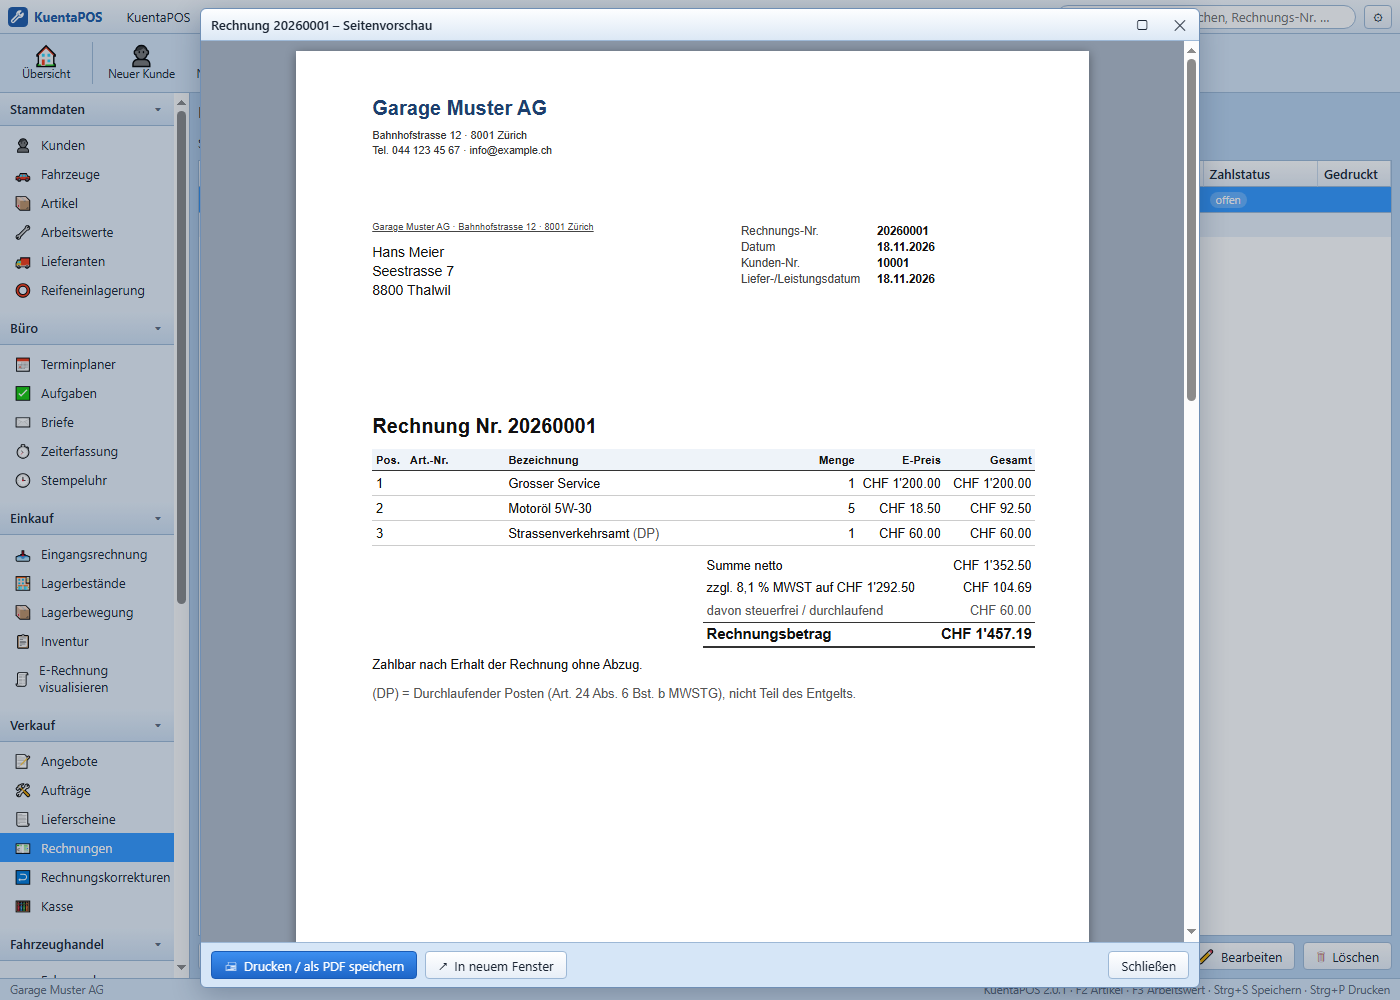 KuentaPOS
KuentaPOS
Rechnung 20260001 – Seitenvorschau
chen, Rechnungs-Nr. ...
Übersicht
Neuer Kunde
Stammdaten
Kunden
Fahrzeuge
Artikel
Arbeitswerte
Lieferanten
Reifeneinlagerung
Büro
Terminplaner
Aufgaben
Briefe
Zeiterfassung
Stempeluhr
Einkauf
Eingangsrechnung
Lagerbestände
Lagerbewegung
Inventur
E-Rechnung
visualisieren
Verkauf
Angebote
Aufträge
Lieferscheine
Rechnungen
Rechnungskorrekturen
Kasse
Fahrzeughandel
Garage Muster AG
Bahnhofstrasse 12 · 8001 Zürich
Tel. 044 123 45 67 · info@example.ch
Garage Muster AG · Bahnhofstrasse 12 · 8001 Zürich
Hans Meier
Seestrasse 7
8800 Thalwil
Rechnungs-Nr. 20260001
Datum 18.11.2026
Kunden-Nr. 10001
Liefer-/Leistungsdatum 18.11.2026
Rechnung Nr. 20260001
Pos. Art.-Nr. Bezeichnung Menge E-Preis Gesamt
1 Grosser Service 1 CHF 1'200.00 CHF 1'200.00
2 Motoröl 5W-30 5 CHF 18.50 CHF 92.50
3 Strassenverkehrsamt (DP) 1 CHF 60.00 CHF 60.00
Summe netto CHF 1'352.50
zzgl. 8,1 % MWST auf CHF 1'292.50 CHF 104.69
davon steuerfrei / durchlaufend CHF 60.00
Rechnungsbetrag CHF 1'457.19
Zahlbar nach Erhalt der Rechnung ohne Abzug.
(DP) = Durchlaufender Posten (Art. 24 Abs. 6 Bst. b MWSTG), nicht Teil des Entgelts.
Zahlstatus Gedruckt
offen
Drucken / als PDF speichern
In neuem Fenster
Schließen
Bearbeiten
Löschen
Garage Muster AG
KuentaPOS 2.0.1 · F2 Artikel · F3 Arbeitswert · Strg+S Speichern · Strg+P Drucken